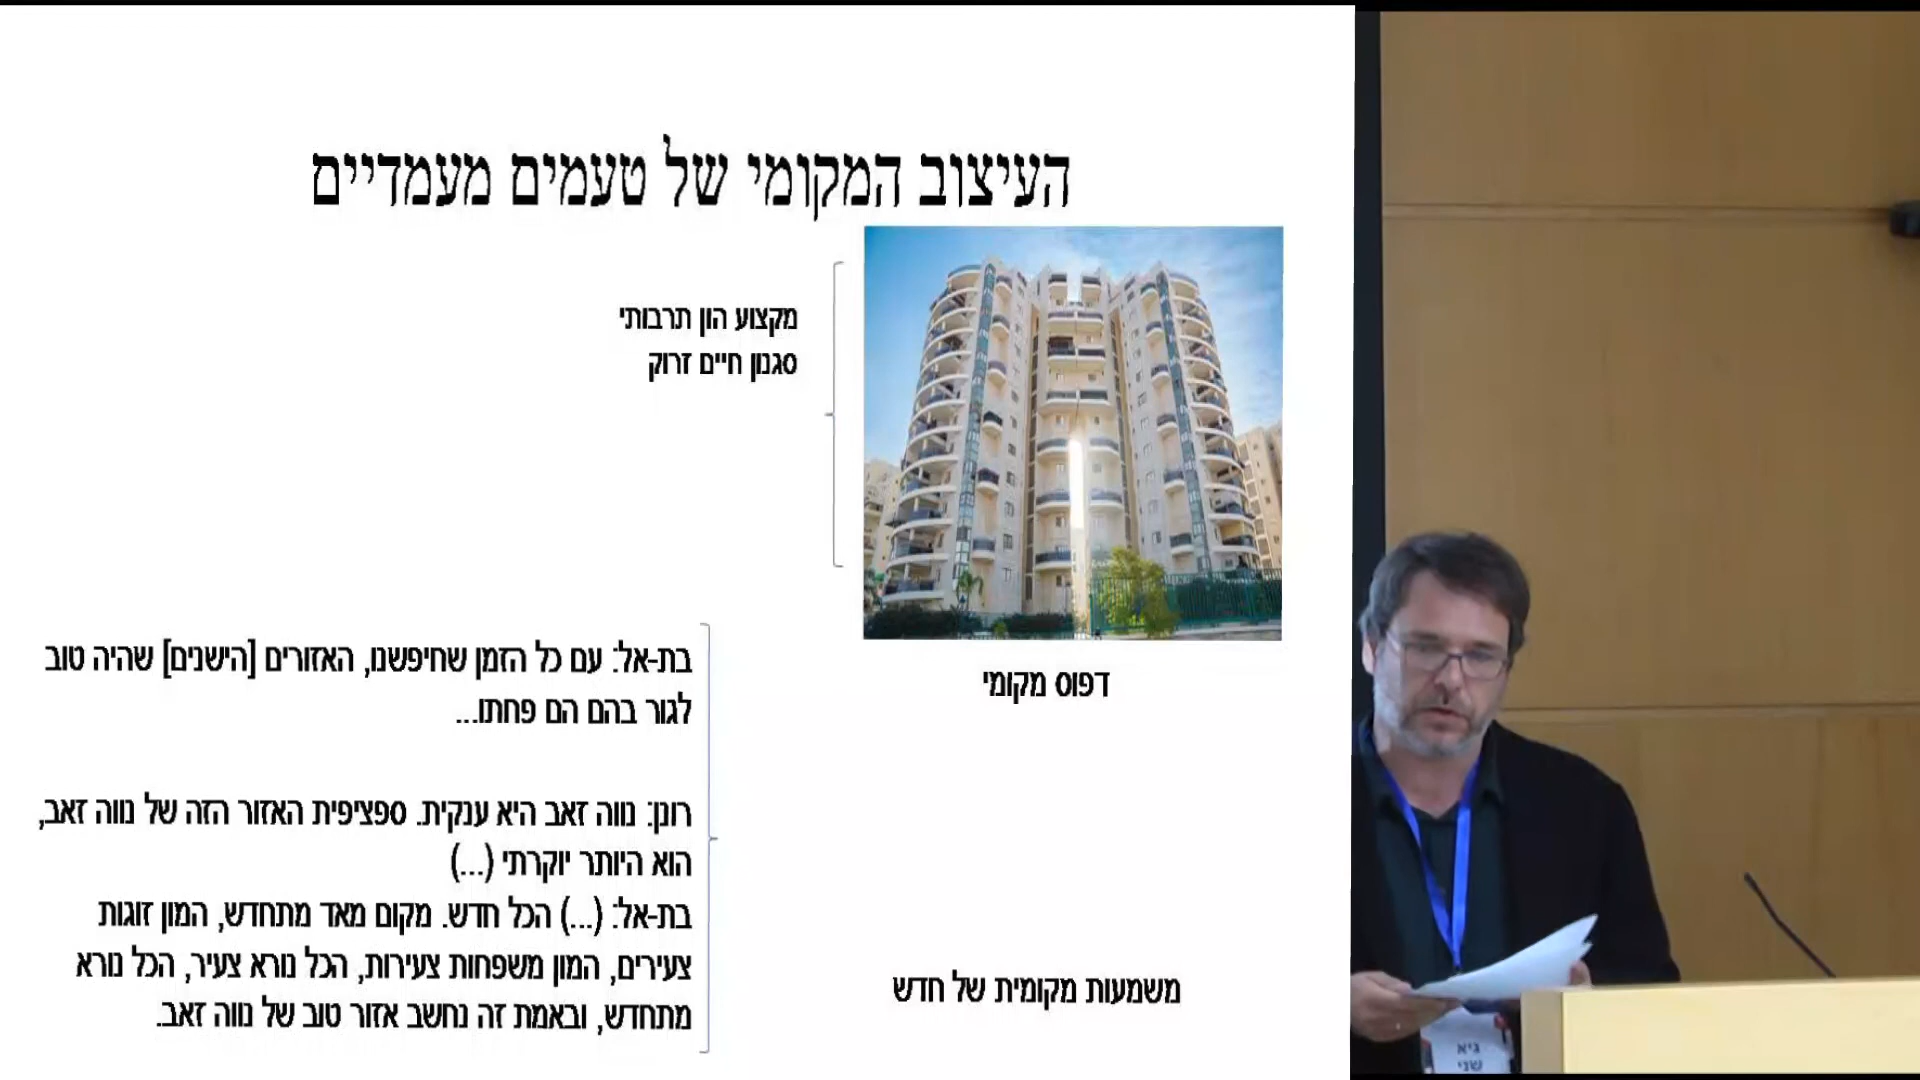 העיצוב המקומי של טעמים מעמדיים
מקצוע הון תרבותי
סגנון חיים זרוק
דפוס מקומי
בת-אל: עם כל הזמן שחיפשנו, האזורים [הישנים] שהיה טוב
לגור בהם הם פחתו...
רונן: נווה זאב היא ענקית. ספציפית האזור הזה של נווה זאב,
הוא היותר יוקרתי (...)
בת-אל: (...) הכל חדש. מקום מאד מתחדש, המון זוגות
צעירים, המון משפחות צעירות, הכל נורא צעיר, הכל נורא
מתחדש, ובאמת זה נחשב אזור טוב של נווה זאב.
משמעות מקומית של חדש
גיא
שני